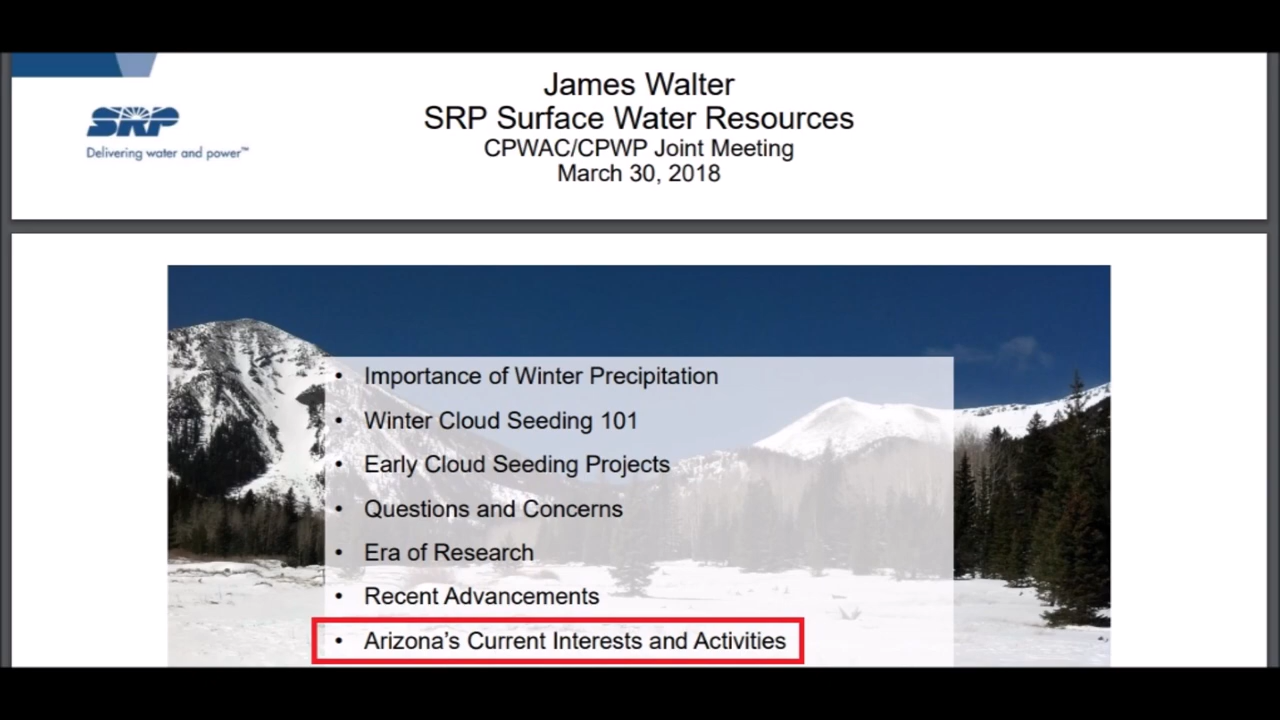 SRP
Delivering water and power™
James Walter
SRP Surface Water Resources
CPWAC/CPWP Joint Meeting
March 30, 2018
• Importance of Winter Precipitation
• Winter Cloud Seeding 101
• Early Cloud Seeding Projects
• Questions and Concerns
• Era of Research
• Recent Advancements
• Arizona’s Current Interests and Activities